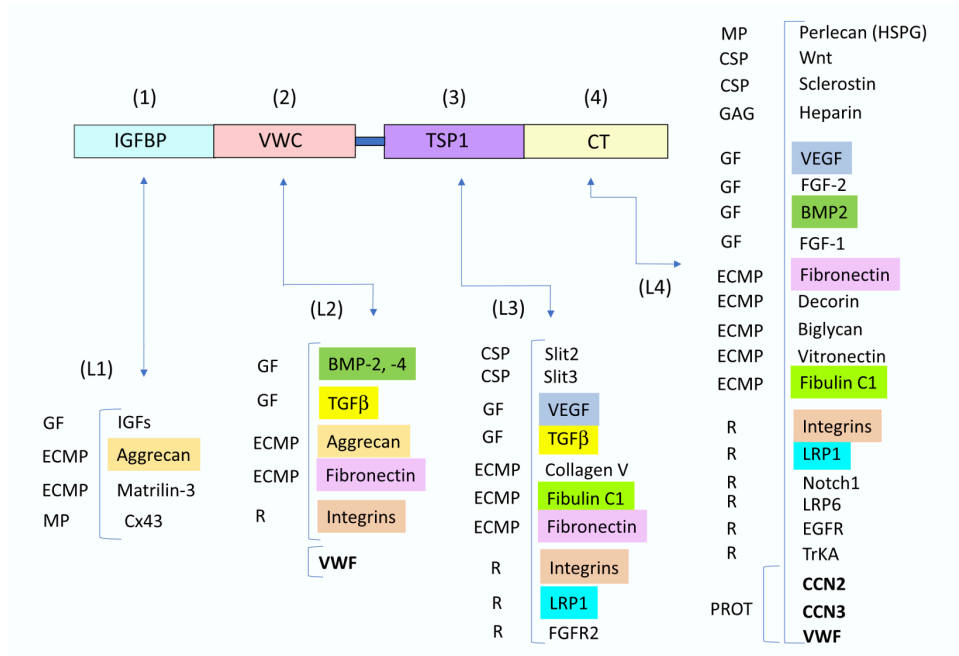 (1) (2) (3) (4)
IGFBP VWC TSP1 CT
(L1)
GF IGFs
ECMP Aggrecan
ECMP Matrilin-3
MP Cx43
(L2)
GF BMP-2, -4
GF TGFβ
ECMP Aggrecan
ECMP Fibronectin
R Integrins
VWF
(L3)
CSP Slit2
CSP Slit3
GF VEGF
GF TGFβ
ECMP Collagen V
ECMP Fibulin C1
ECMP Fibronectin
R Integrins
R LRP1
R FGFR2
(L4)
MP Perlecan (HSPG)
CSP Wnt
CSP Sclerostin
GAG Heparin
GF VEGF
GF FGF-2
GF BMP2
GF FGF-1
ECMP Fibronectin
ECMP Decorin
ECMP Biglycan
ECMP Vitronectin
ECMP Fibulin C1
R Integrins
R LRP1
R Notch1
R LRP6
R EGFR
R TrKA
CCN2
PROT CCN3
VWF